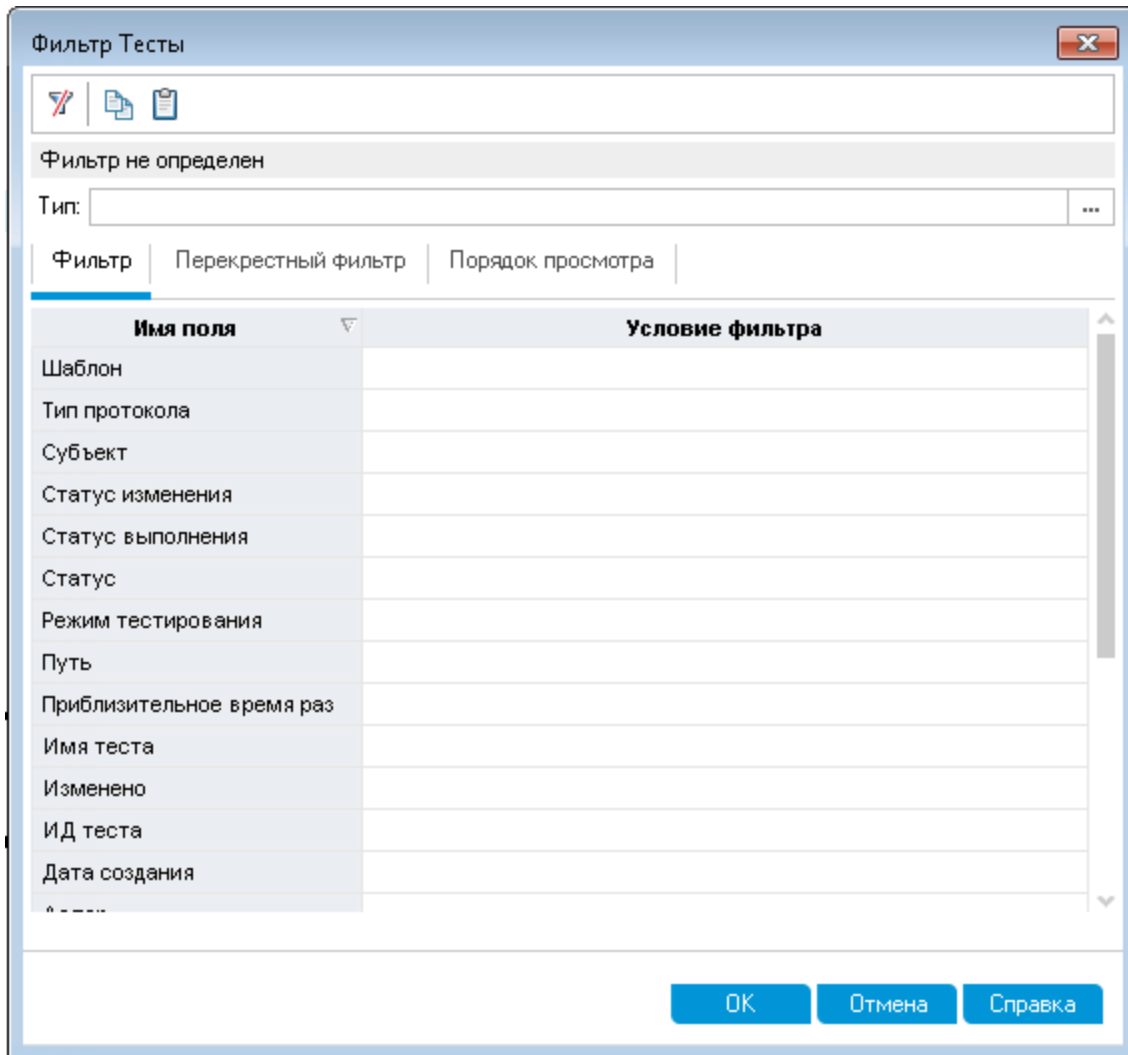 Фильтр Тесты
Фильтр не определен
Тип: ...
Фильтр Перекрестный фильтр Порядок просмотра
Имя поля Условие фильтра
Шаблон
Тип протокола
Субъект
Статус изменения
Статус выполнения
Статус
Режим тестирования
Путь
Приблизительное время раз
Имя теста
Изменено
ИД теста
Дата создания
OK Отмена Справка